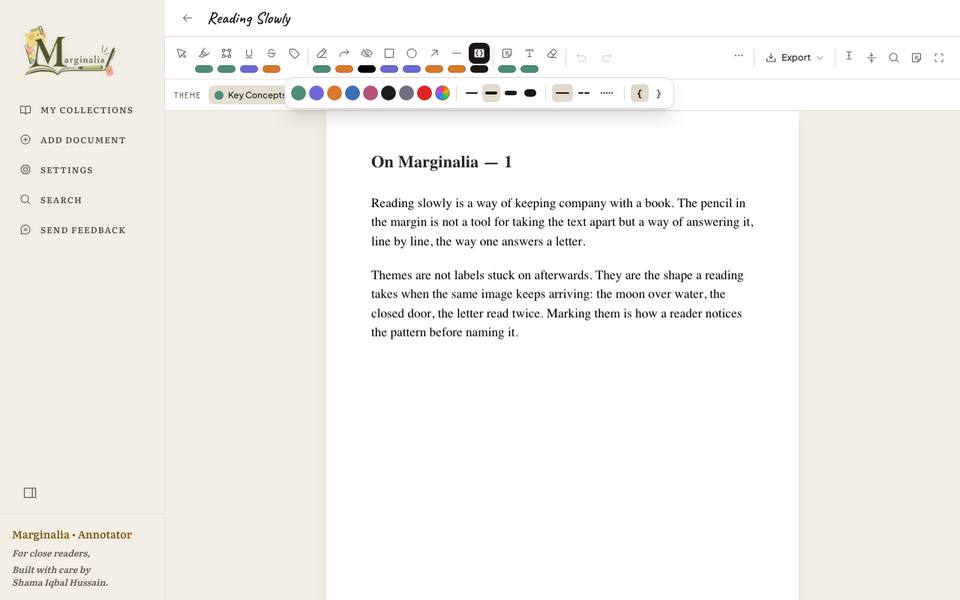 Marginalia
MY COLLECTIONS
ADD DOCUMENT
SETTINGS
SEARCH
SEND FEEDBACK
Marginalia • Annotator
For close readers,
Built with care by
Shama Iqbal Hussain.
Reading Slowly
U
S
T
Export
THEME
Key Concepts
{ }
On Marginalia — 1
Reading slowly is a way of keeping company with a book. The pencil in
the margin is not a tool for taking the text apart but a way of answering it,
line by line, the way one answers a letter.
Themes are not labels stuck on afterwards. They are the shape a reading
takes when the same image keeps arriving: the moon over water, the
closed door, the letter read twice. Marking them is how a reader notices
the pattern before naming it.